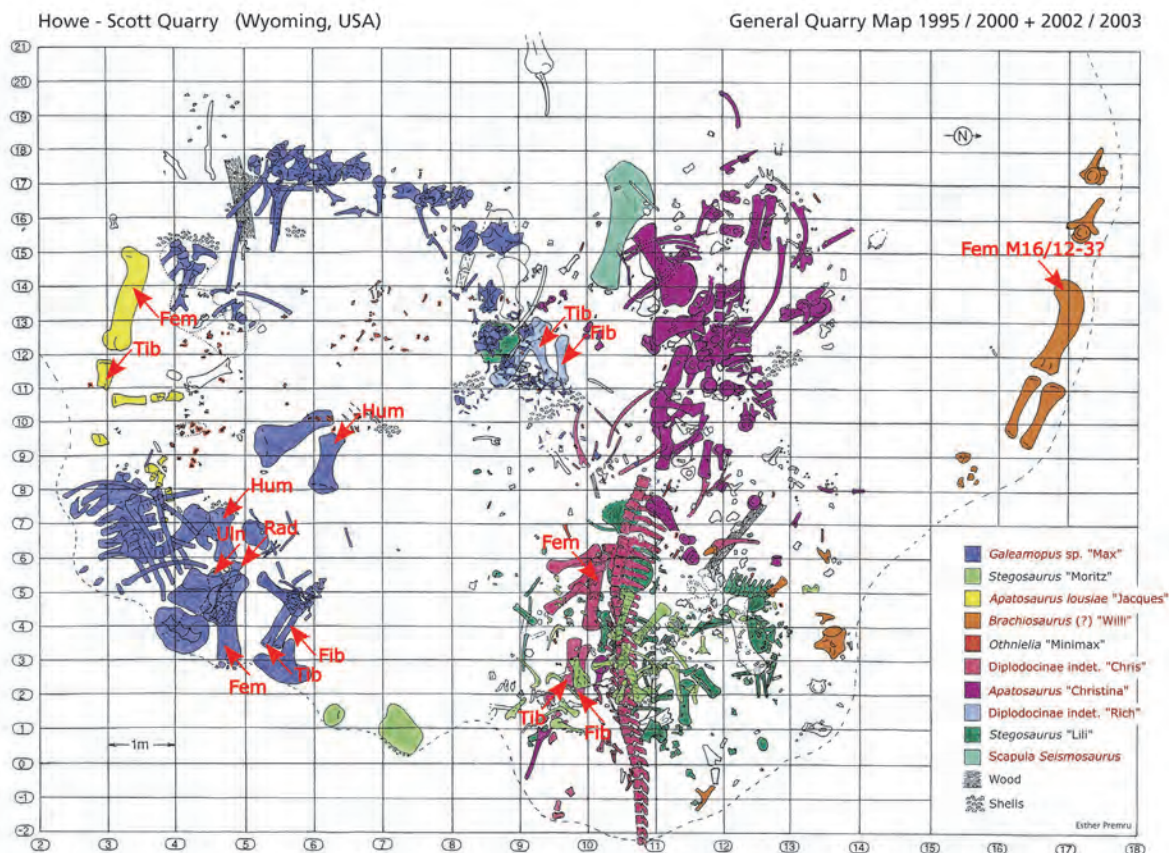 Howe - Scott Quarry (Wyoming, USA)
General Quarry Map 1995 / 2000 + 2002 / 2003
21
20
19
18
17
16
15
14
13
12
11
10
9
8
7
6
5
4
3
2
1
0
-1
-2
N
Fem M16/12-3?
Fem
Tib
Tib
Fib
Hum
Hum
Uln
Rad
Fem
Fib
Tib
Fem
Tib
Fib
1m
Galeamopus sp. "Max"
Stegosaurus "Moritz"
Apatosaurus lousiae "Jacques"
Brachiosaurus (?) "Willi"
Othnielia "Minimax"
Diplodocinae indet. "Chris"
Apatosaurus "Christina"
Diplodocinae indet. "Rich"
Stegosaurus "Lili"
Scapula Seismosaurus
Wood
Shells
Esther Premru
2 3 4 5 6 7 8 9 10 11 12 13 14 15 16 17 18